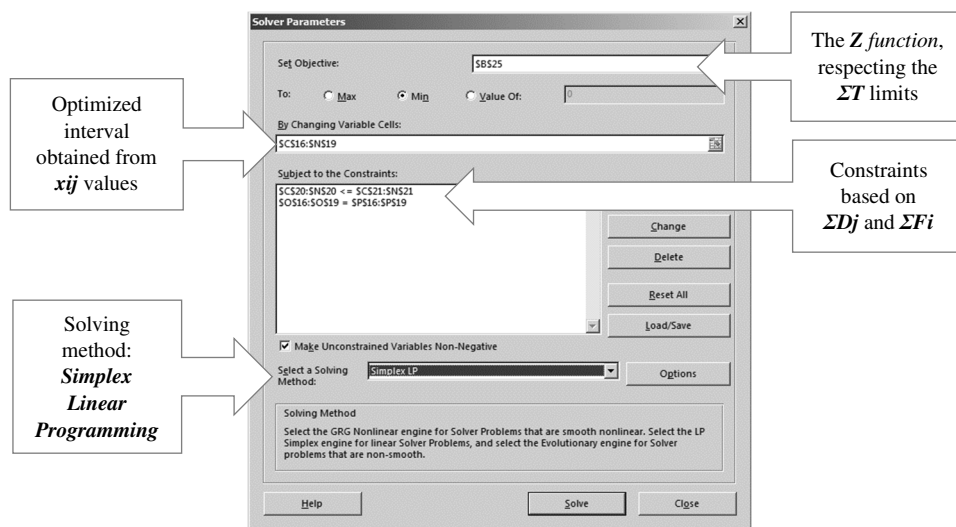 Solver Parameters
Set Objective:
$B$25
To:
Max
Min
Value Of:
0
By Changing Variable Cells:
$C$16:$N$19
Subject to the Constraints:
$C$20:$N$20 <= $C$21:$N$21
$O$16:$O$19 = $P$16:$P$19
Change
Delete
Reset All
Load/Save
Make Unconstrained Variables Non-Negative
Select a Solving
Method:
Simplex LP
Options
Solving Method
Select the GRG Nonlinear engine for Solver Problems that are smooth nonlinear. Select the LP
Simplex engine for linear Solver Problems, and select the Evolutionary engine for Solver
problems that are non-smooth.
Help
Solve
Close
Optimized
interval
obtained from
xij values
Solving
method:
Simplex
Linear
Programming
The Z function,
respecting the
ΣT limits
Constraints
based on
ΣDj and ΣFi